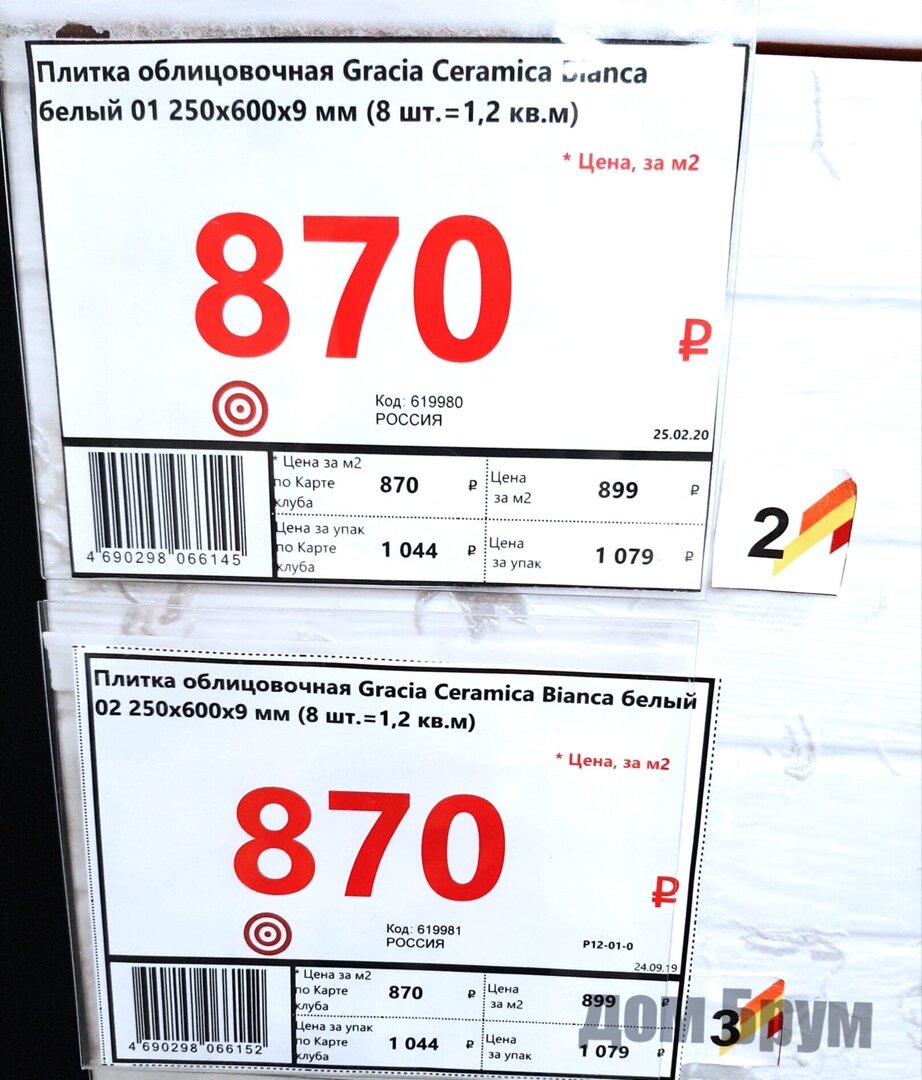 Плитка облицовочная Gracia Ceramica Bianca
белый 01 250x600x9 мм (8 шт.=1,2 кв.м)
* Цена, за м2
870
₽
Код: 619980
РОССИЯ
25.02.20
4 690298 066145
* Цена за м2
по Карте
клуба
870 ₽
Цена
за м2
899 ₽
Цена за упак
по Карте
клуба
1 044 ₽
Цена
за упак
1 079 ₽
2
Плитка облицовочная Gracia Ceramica Bianca белый
02 250x600x9 мм (8 шт.=1,2 кв.м)
* Цена, за м2
870
₽
Код: 619981
РОССИЯ
P12-01-0
24.09.19
4 690298 066152
* Цена за м2
по Карте
клуба
870 ₽
Цена
за м2
899 ₽
Цена за упак
по Карте
клуба
1 044 ₽
Цена
за упак
1 079 ₽
3
дом Брум